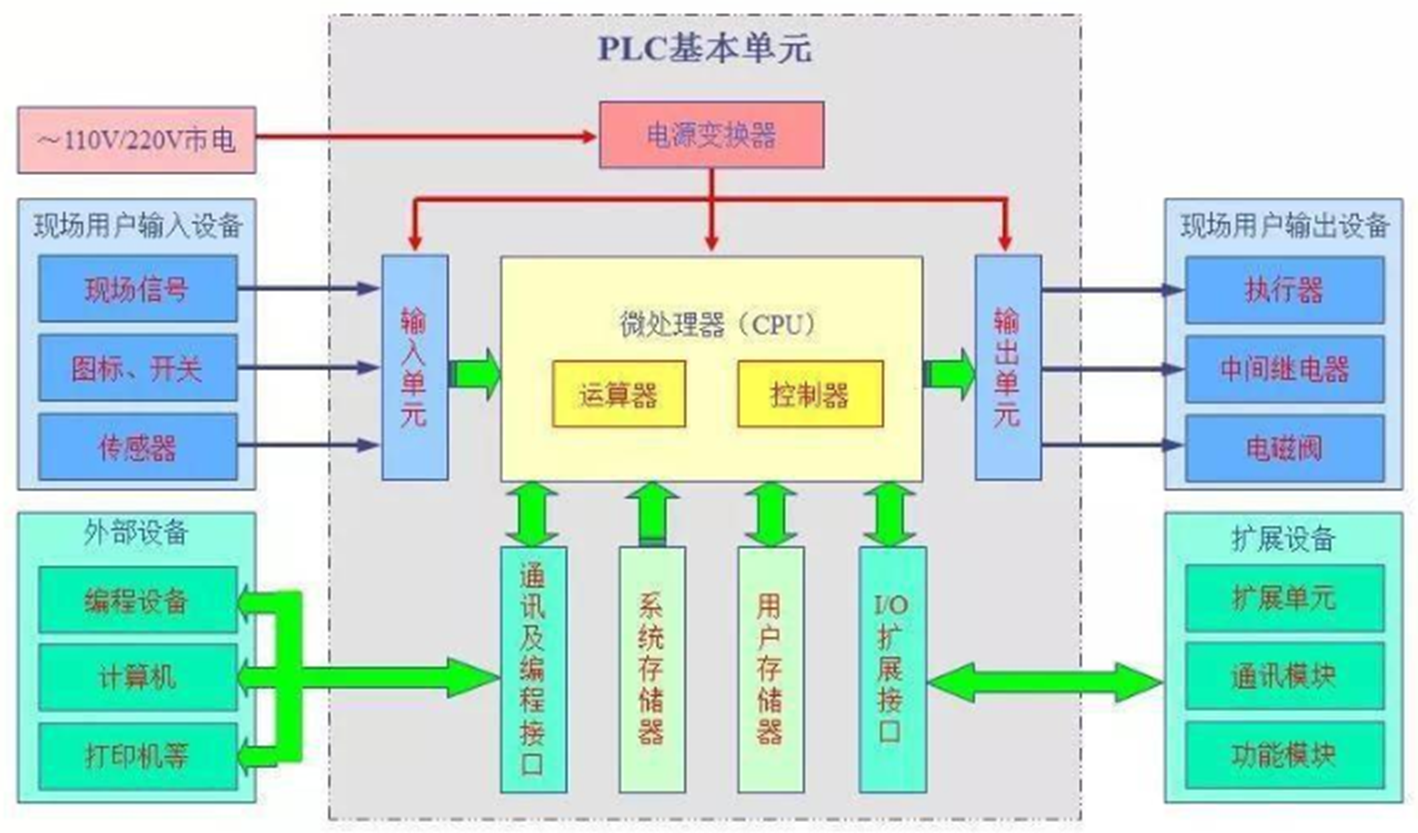 PLC基本单元
～110V/220V市电
电源变换器
现场用户输入设备
现场信号
图标、开关
传感器
输入单元
微处理器（CPU）
运算器
控制器
输出单元
现场用户输出设备
执行器
中间继电器
电磁阀
外部设备
编程设备
计算机
打印机等
通讯及编程接口
系统存储器
用户存储器
I/O扩展接口
扩展设备
扩展单元
通讯模块
功能模块